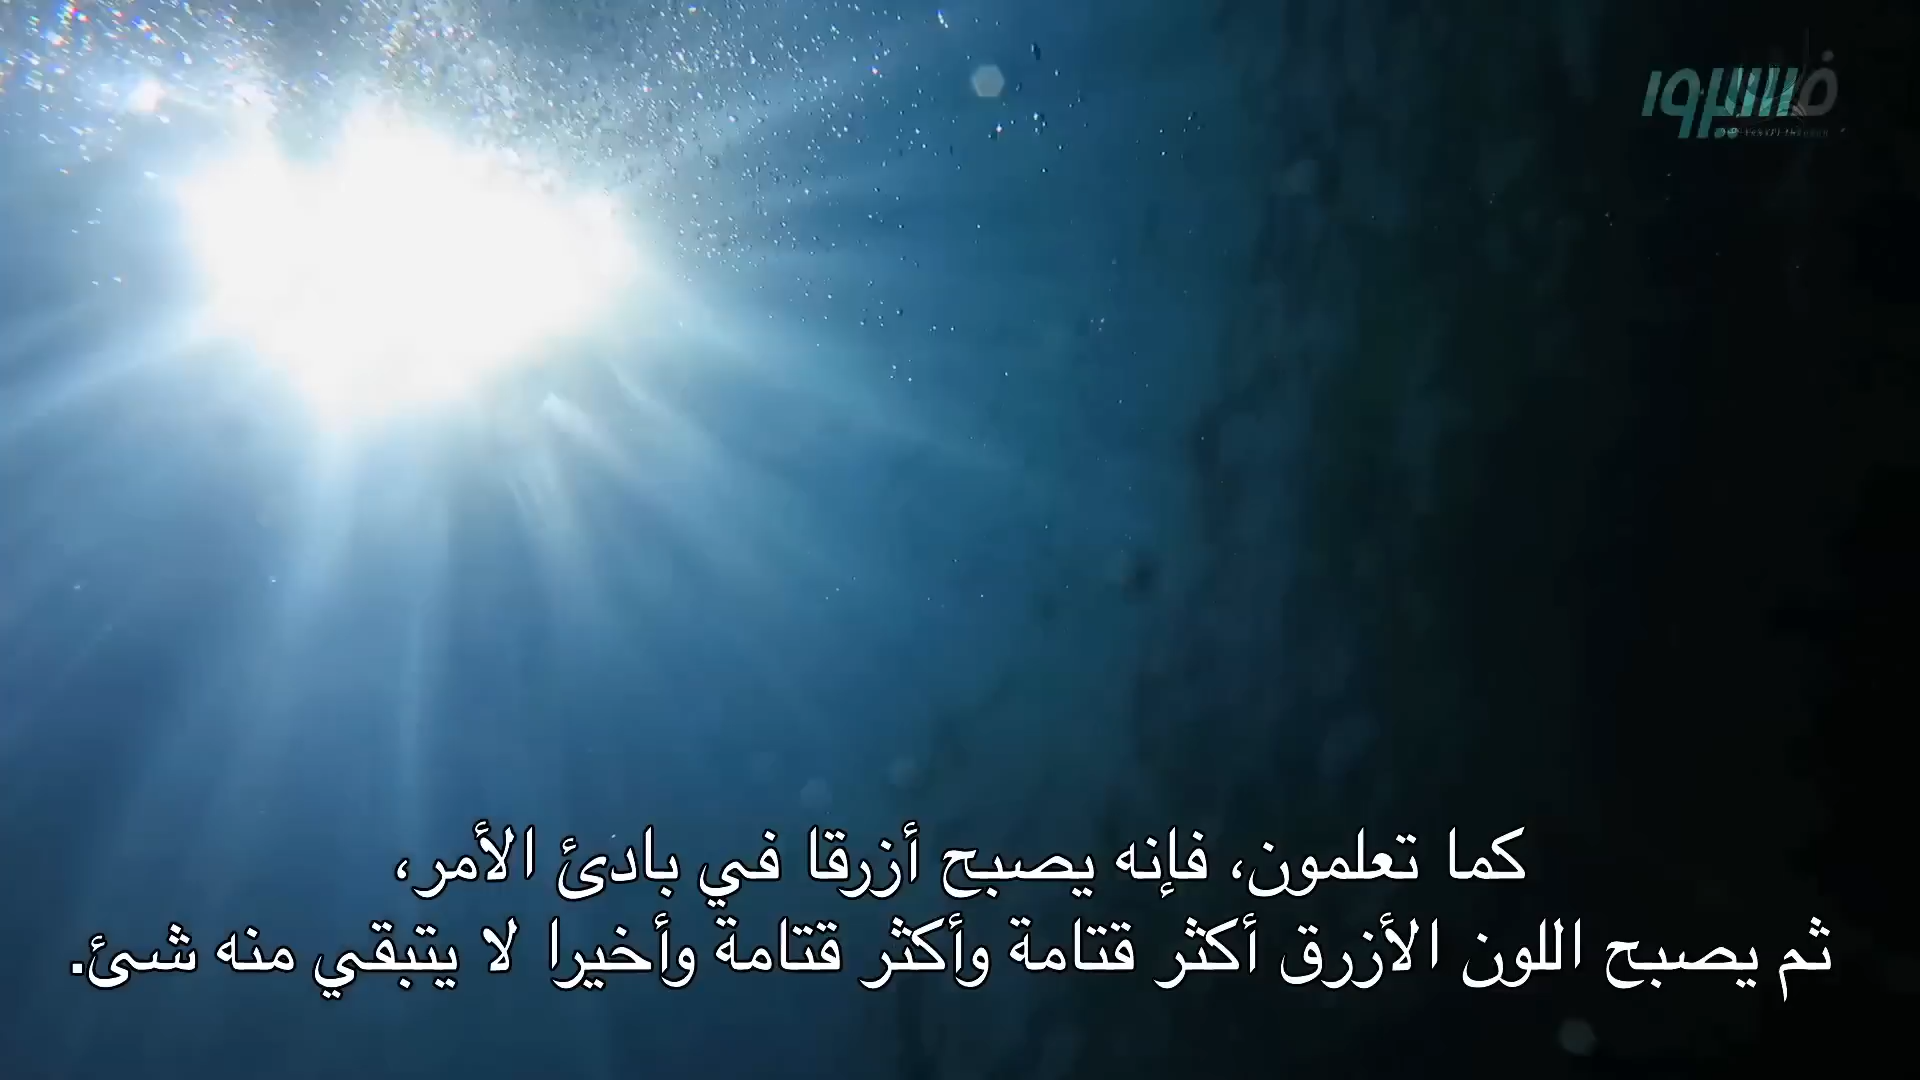 كما تعلمون، فإنه يصبح أزرقا في بادئ الأمر،
ثم يصبح اللون الأزرق أكثر قتامة وأكثر قتامة وأخيرا لا يتبقي منه شئ.